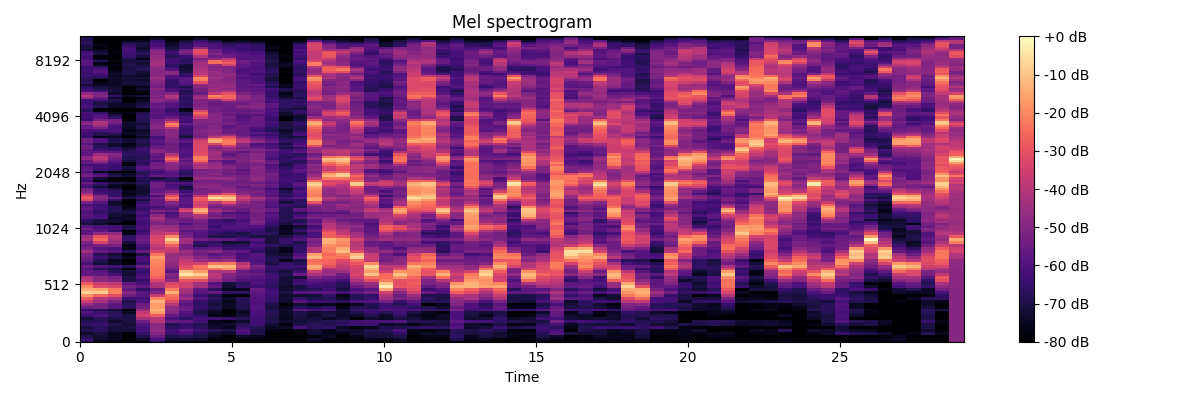 Mel spectrogram
8192
4096
2048
1024
512
0
Hz
0 5 10 15 20 25
Time
+0 dB
-10 dB
-20 dB
-30 dB
-40 dB
-50 dB
-60 dB
-70 dB
-80 dB